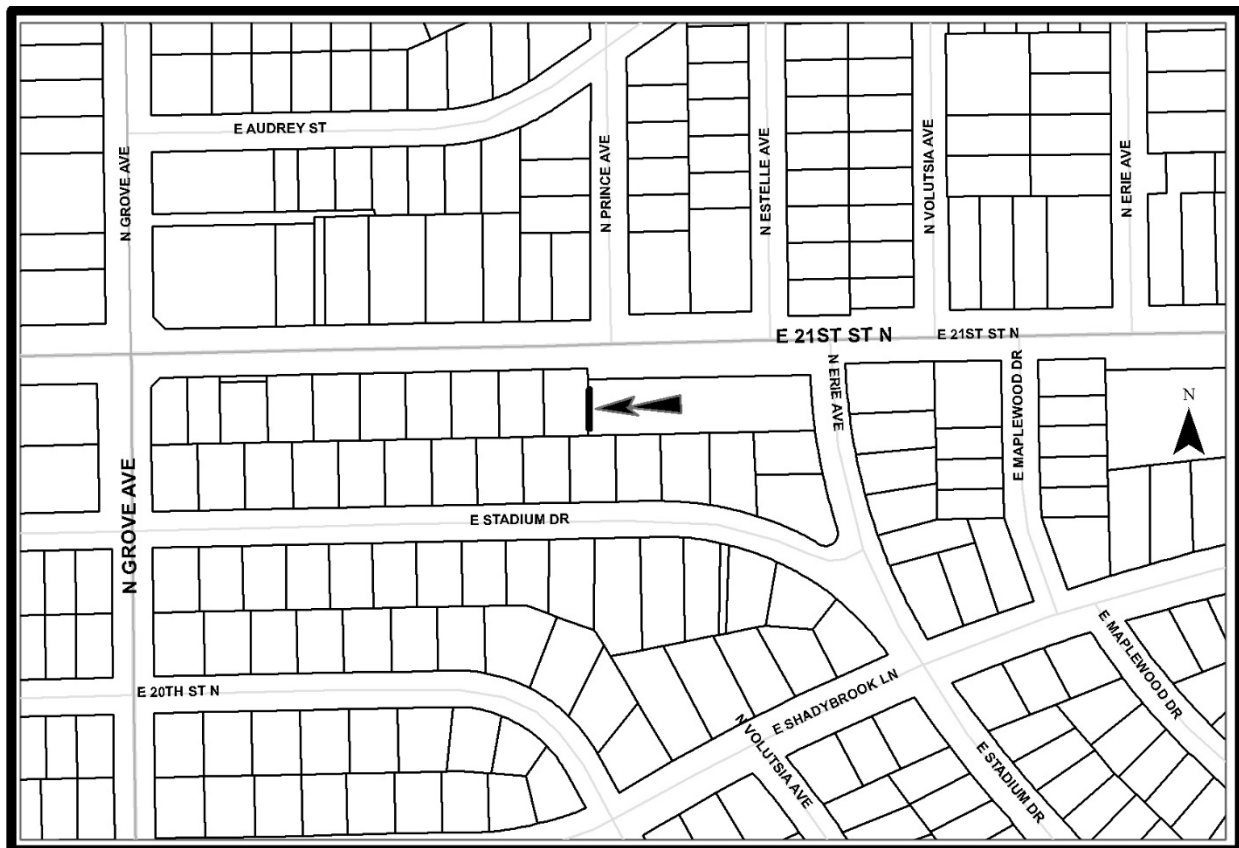 E AUDREY ST
N GROVE AVE
N PRINCE AVE
N ESTELLE AVE
N VOLUTSIA AVE
N ERIE AVE
E 21ST ST N
E 21ST ST N
N ERIE AVE
E MAPLEWOOD DR
N
N GROVE AVE
E STADIUM DR
E 20TH ST N
E SHADYBROOK LN
E MAPLEWOOD DR
N VOLUTSIA AVE
E STADIUM DR